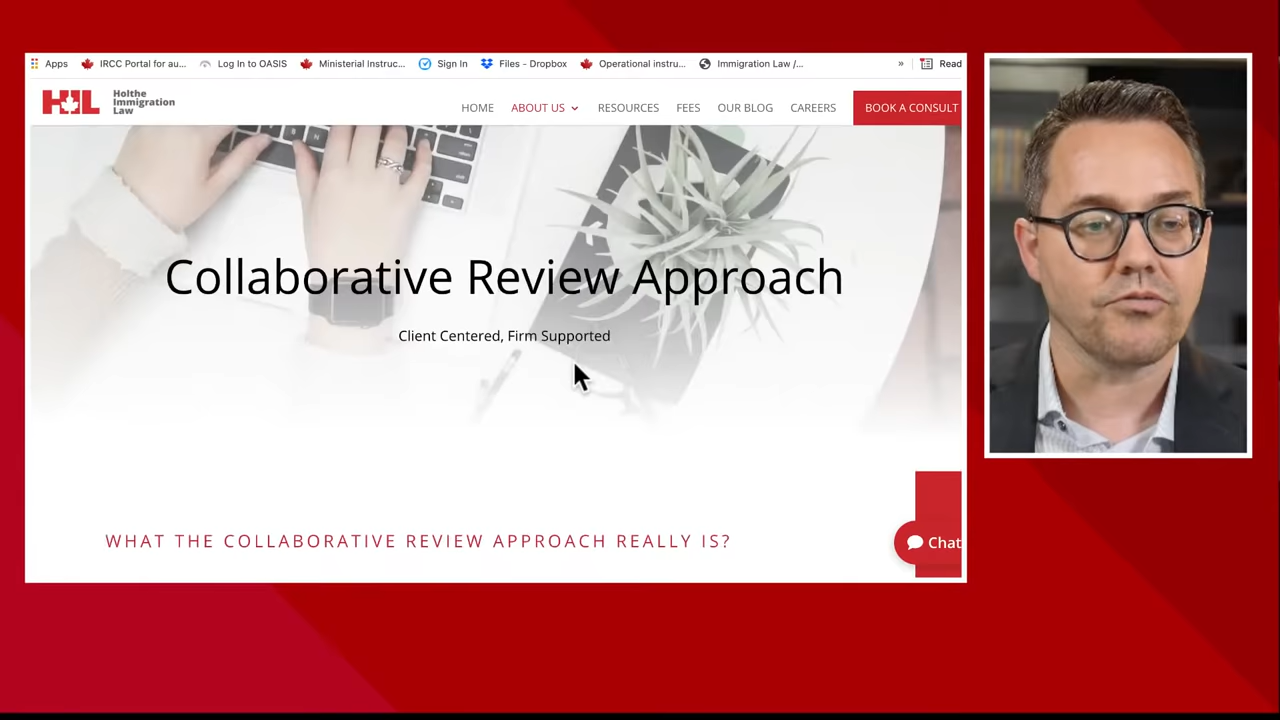 Apps IRCC Portal for au... Log In to OASIS Ministerial Instruc... Sign In Files - Dropbox Operational instru... Immigration Law /... » Read
HIL Holthe
Immigration
Law
HOME ABOUT US RESOURCES FEES OUR BLOG CAREERS BOOK A CONSULT
Collaborative Review Approach
Client Centered, Firm Supported
WHAT THE COLLABORATIVE REVIEW APPROACH REALLY IS?
Chat